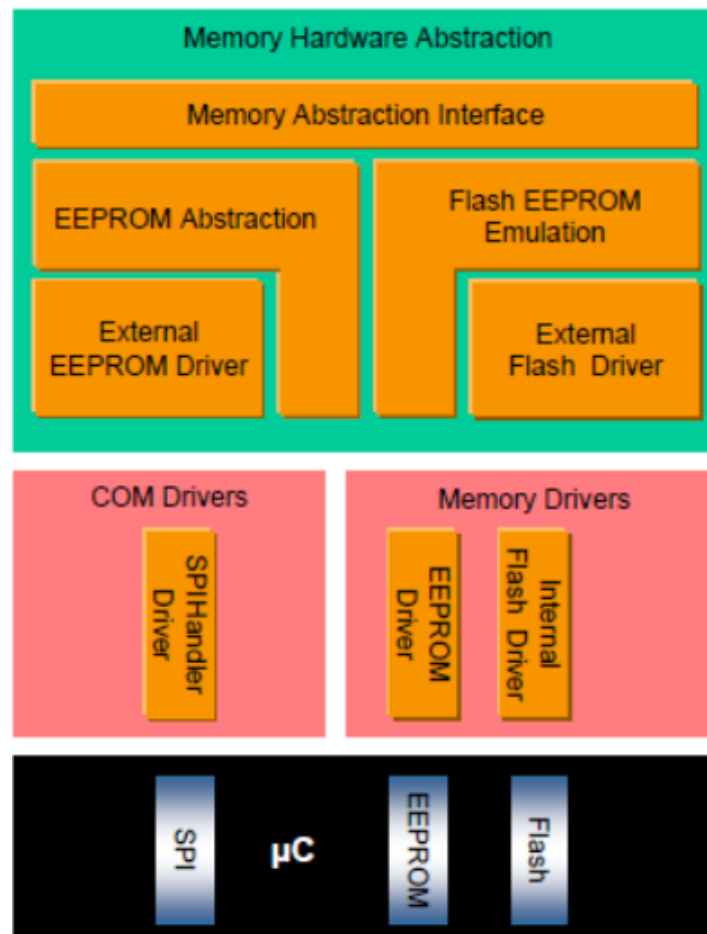 Memory Hardware Abstraction
Memory Abstraction Interface
EEPROM Abstraction
Flash EEPROM
Emulation
External
EEPROM Driver
External
Flash Driver
COM Drivers
SPIHandler
Driver
Memory Drivers
EEPROM
Driver
Internal
Flash Driver
SPI
µC
EEPROM
Flash